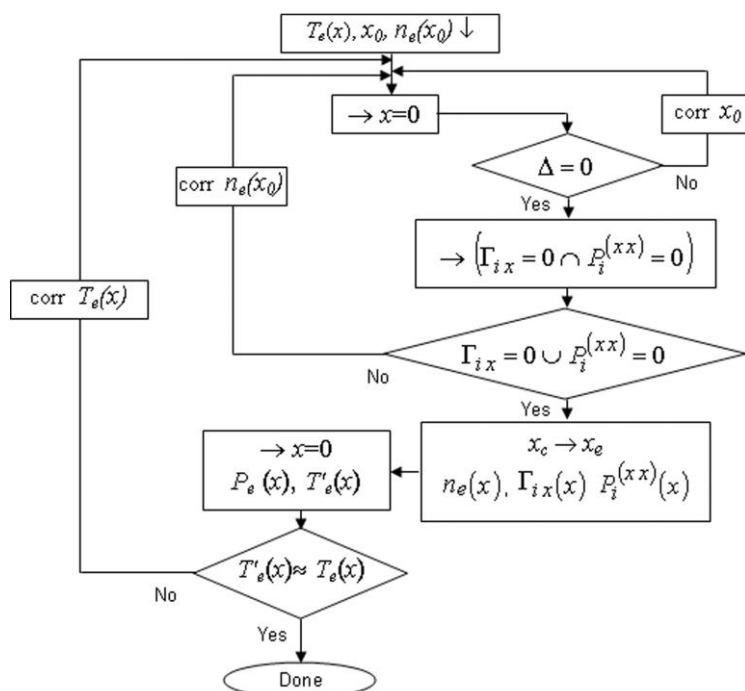 Tₑ(x), x₀, nₑ(x₀) ↓
→ x=0
corr x₀
Δ = 0
No
corr nₑ(x₀)
Yes
→ (Γᵢₓ = 0 ∩ Pᵢ⁽ˣˣ⁾ = 0)
corr Tₑ(x)
Γᵢₓ = 0 ∪ Pᵢ⁽ˣˣ⁾ = 0
No
Yes
→ x=0
Pₑ (x), T'ₑ(x)
x_c → xₑ
nₑ(x), Γᵢₓ(x) Pᵢ⁽ˣˣ⁾(x)
T'ₑ(x) ≈ Tₑ(x)
No
Yes
Done